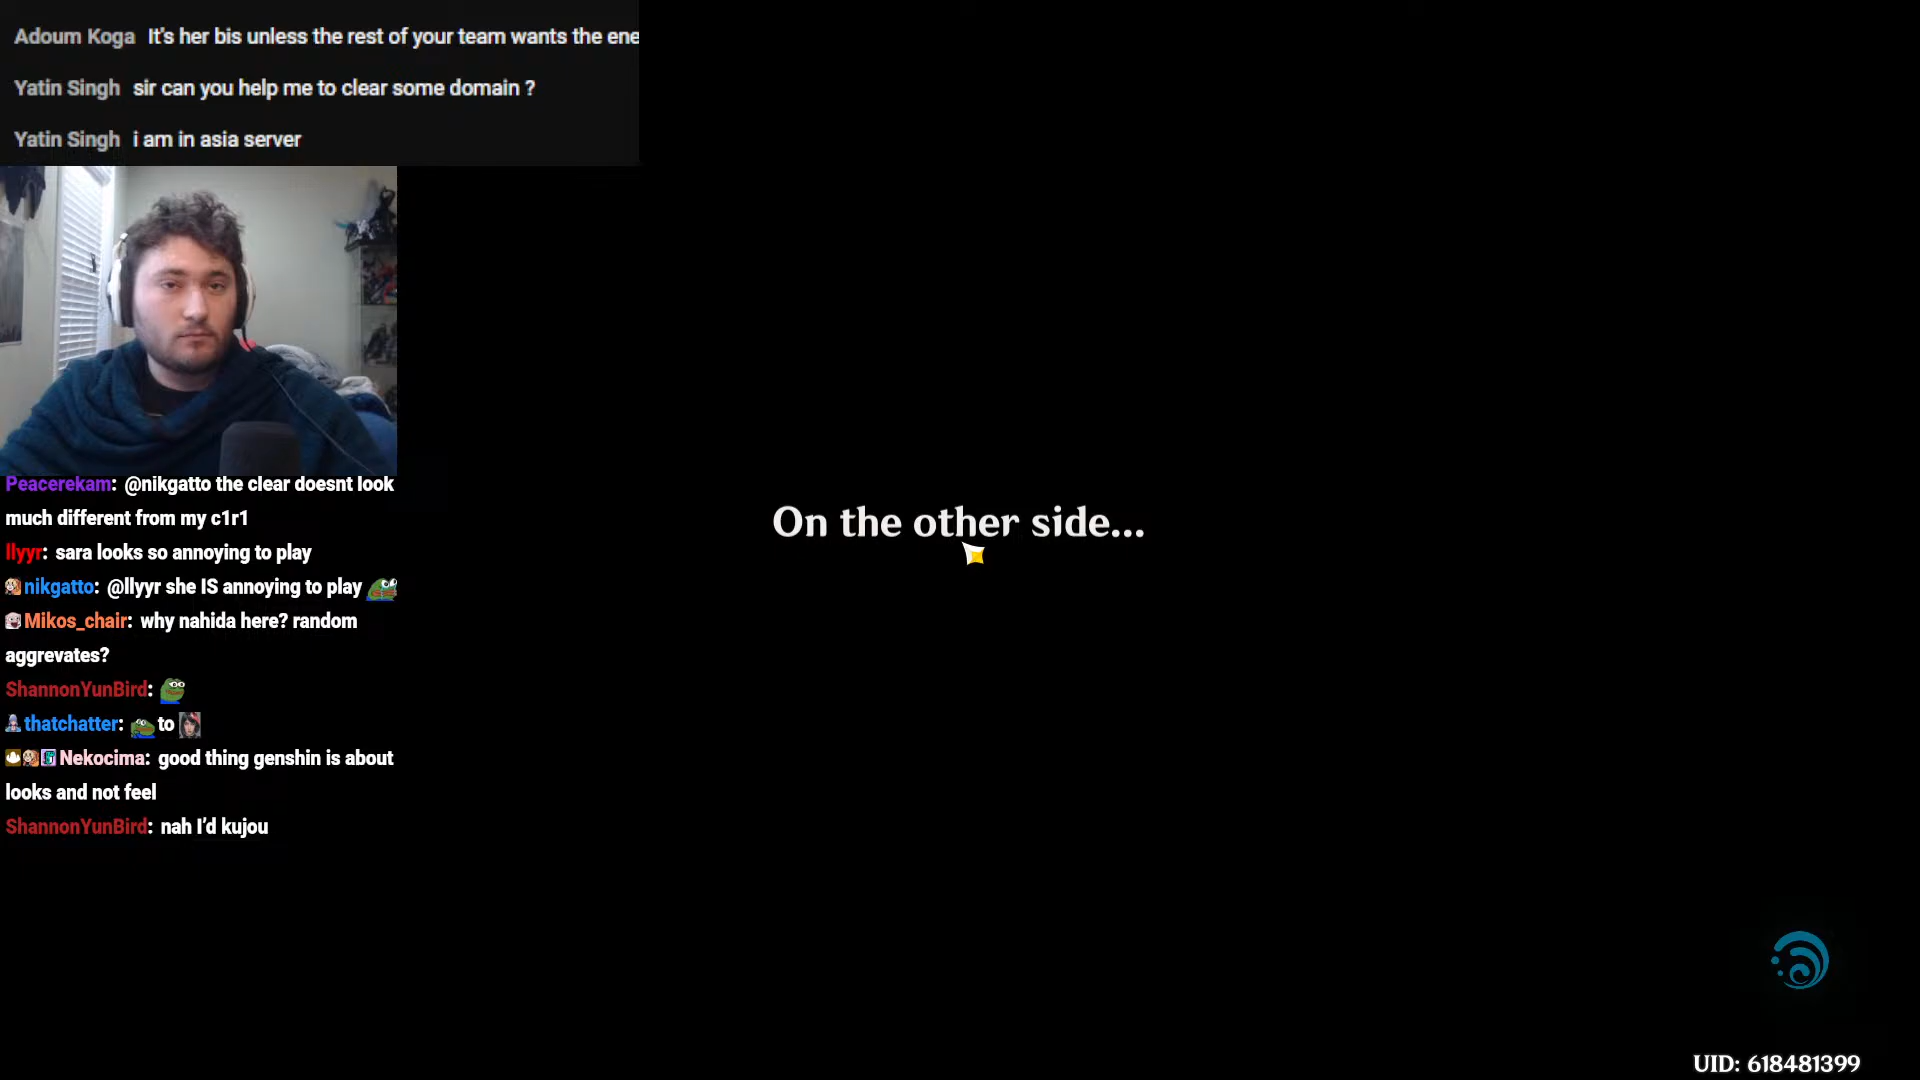 Adoum Koga It's her bis unless the rest of your team wants the ene
Yatin Singh sir can you help me to clear some domain ?
Yatin Singh i am in asia server
Peacerekam: @nikgatto the clear doesnt look
much different from my c1r1
llyyr: sara looks so annoying to play
nikgatto: @llyyr she IS annoying to play
Mikos_chair: why nahida here? random
aggrevates?
ShannonYunBird:
thatchatter: to
Nekocima: good thing genshin is about
looks and not feel
ShannonYunBird: nah I'd kujou
On the other side...
UID: 618481399